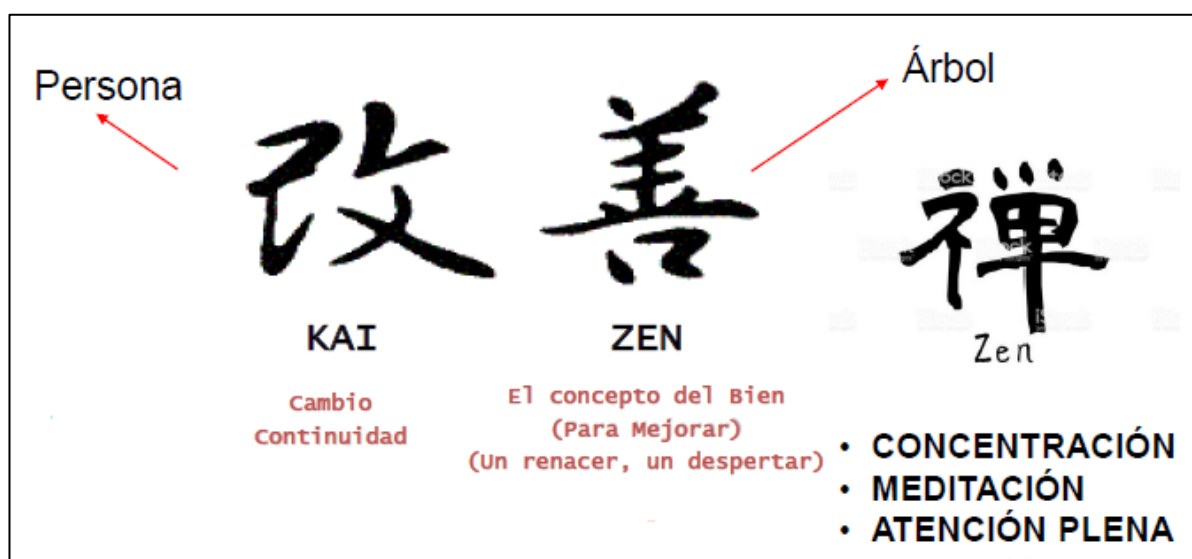 Persona
Árbol
改 善
禅
KAI
ZEN
Zen
Cambio
Continuidad
El concepto del Bien
(Para Mejorar)
(Un renacer, un despertar)
• CONCENTRACIÓN
• MEDITACIÓN
• ATENCIÓN PLENA